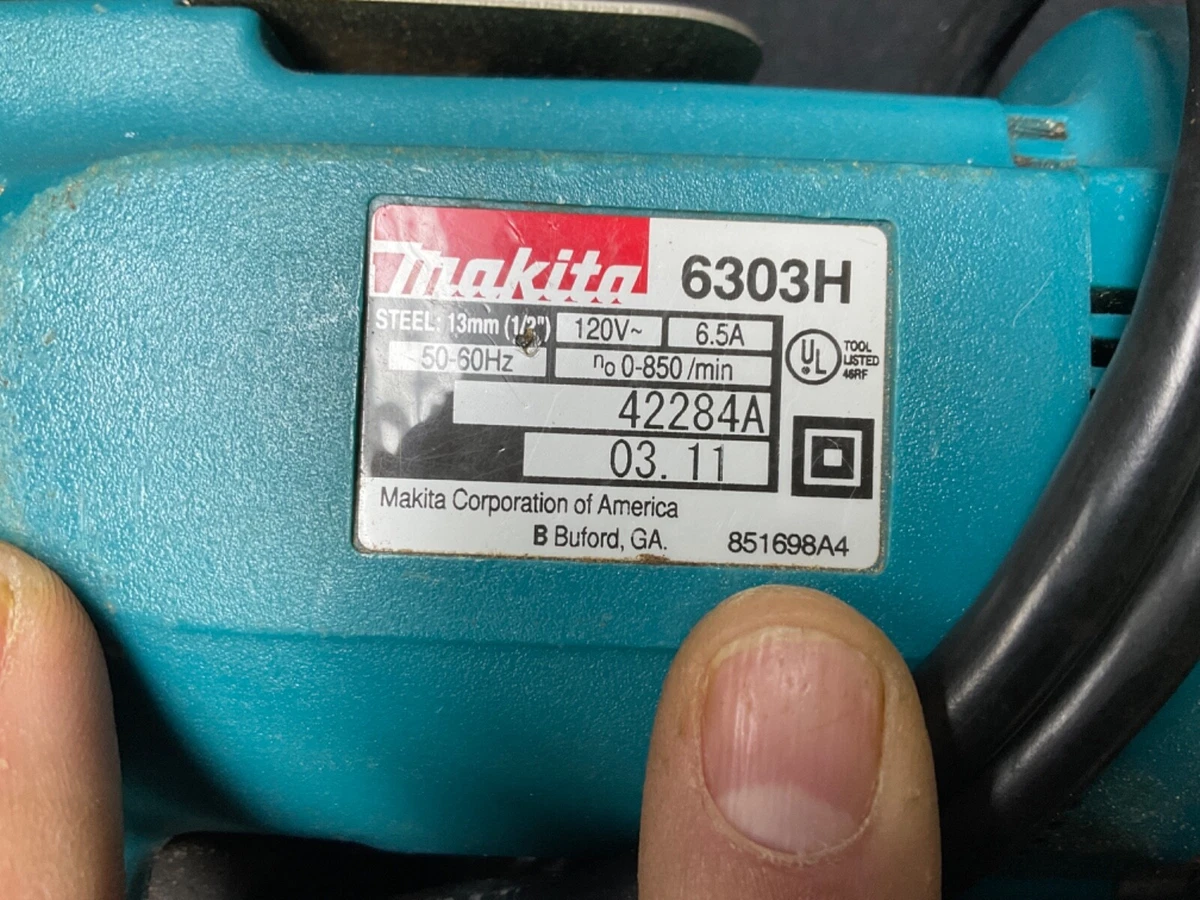 Makita 6303H
STEEL: 13mm (1/2") 120V~ 6.5A
50-60Hz n₀ 0-850 /min
UL TOOL
LISTED
46RF
42284A
03. 11
Makita Corporation of America
B Buford, GA. 851698A4